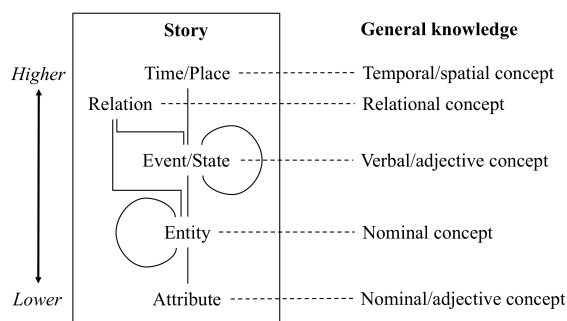 Story General knowledge
Higher Time/Place Temporal/spatial concept
Relation Relational concept
Event/State Verbal/adjective concept
Entity Nominal concept
Lower Attribute Nominal/adjective concept